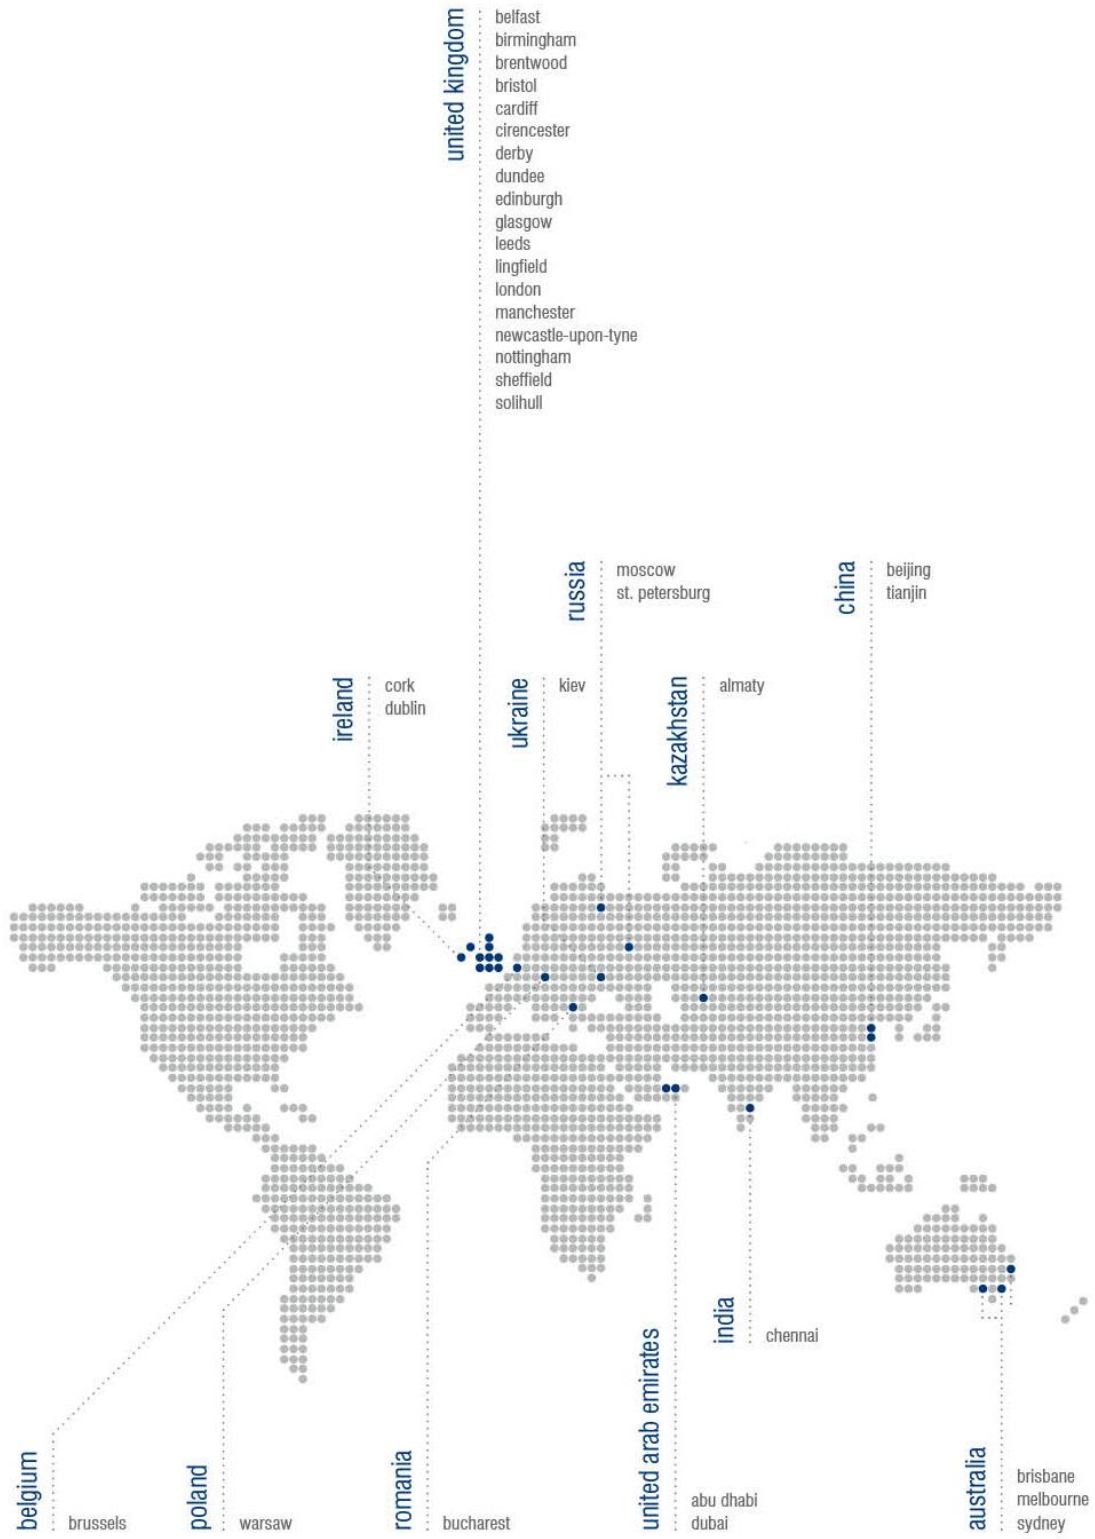 united kingdom
belfast
birmingham
brentwood
bristol
cardiff
cirencester
derby
dundee
edinburgh
glasgow
leeds
lingfield
london
manchester
newcastle-upon-tyne
nottingham
sheffield
solihull
russia
moscow
st. petersburg
china
beijing
tianjin
ireland
cork
dublin
ukraine
kiev
kazakhstan
almaty
india
chennai
belgium
brussels
poland
warsaw
romania
bucharest
united arab emirates
abu dhabi
dubai
australia
brisbane
melbourne
sydney